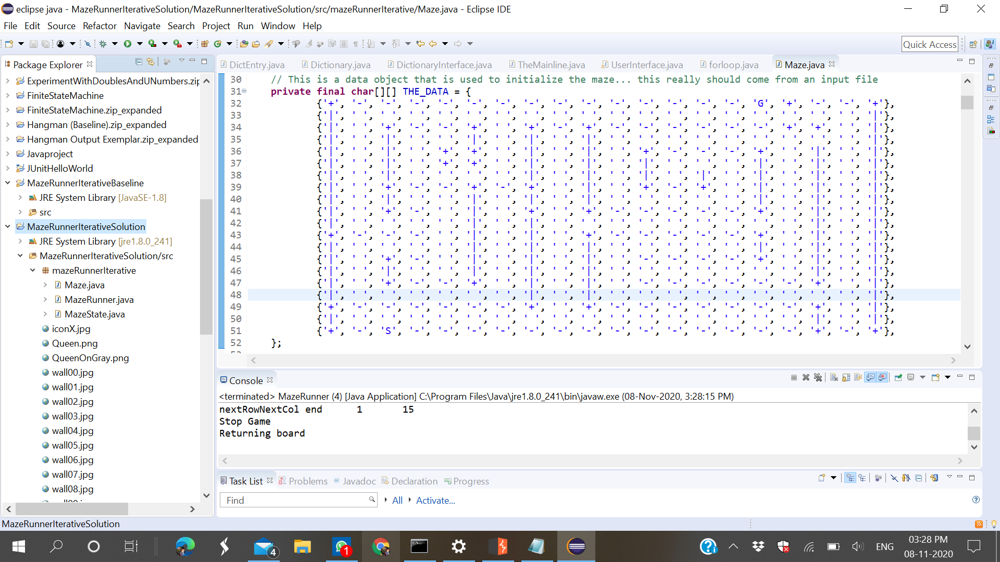 eclipse java - MazeRunnerIterativeSolution/MazeRunnerIterativeSolution/src/mazeRunnerIterative/Maze.java - Eclipse IDE
File Edit Source Refactor Navigate Search Project Run Window Help
Quick Access
Package Explorer
ExperimentWithDoublesAndUNumbers.zip
FiniteStateMachine
FiniteStateMachine.zip_expanded
Hangman (Baseline).zip_expanded
Hangman Output Exemplar.zip_expanded
Javaproject
JUnitHelloWorld
MazeRunnerIterativeBaseline
JRE System Library [JavaSE-1.8]
src
MazeRunnerIterativeSolution
JRE System Library [jre1.8.0_241]
MazeRunnerIterativeSolution/src
mazeRunnerIterative
Maze.java
MazeRunner.java
MazeState.java
iconX.jpg
Queen.png
QueenOnGray.png
wall00.jpg
wall01.jpg
wall02.jpg
wall03.jpg
wall04.jpg
wall05.jpg
wall06.jpg
wall07.jpg
wall08.jpg
DictEntry.java Dictionary.java DictionaryInterface.java TheMainline.java UserInterface.java forloop.java Maze.java
30 // This is a data object that is used to initialize the maze... this really should come from an input file
31 private final char[][] THE_DATA = {
32 {'+', '-', '-', '-', '-', '-', '-', '-', '-', '-', '-', '-', '-', '-', '-', 'G', '+', '-', '-', '+'},
33 {'|', ' ', ' ', ' ', ' ', ' ', ' ', ' ', ' ', ' ', ' ', ' ', ' ', ' ', ' ', ' ', ' ', ' ', ' ', '|'},
34 {'|', ' ', '+', '-', '-', '+', ' ', '+', '-', '+', '-', '-', '-', '-', '-', '-', '+', '+', ' ', '|'},
35 {'|', ' ', '|', ' ', ' ', '|', ' ', '|', ' ', '|', ' ', ' ', ' ', ' ', ' ', ' ', ' ', ' ', ' ', '|'},
36 {'|', ' ', '|', ' ', '+', '+', ' ', '|', ' ', '|', ' ', '+', '-', '-', '-', '+', ' ', '|', ' ', '|'},
37 {'|', ' ', '|', ' ', '+', '+', ' ', '|', ' ', '|', ' ', '|', ' ', ' ', ' ', '|', ' ', '|', ' ', '|'},
38 {'|', ' ', '|', ' ', ' ', ' ', ' ', '|', ' ', '|', ' ', '|', ' ', '|', ' ', '|', ' ', '|', ' ', '|'},
39 {'|', ' ', '+', '-', '-', '+', '-', '+', ' ', '|', ' ', '+', '-', '+', ' ', '|', ' ', '|', ' ', '|'},
40 {'|', ' ', '|', ' ', ' ', '|', ' ', '|', ' ', '|', ' ', ' ', ' ', ' ', ' ', '|', ' ', '|', ' ', '|'},
41 {'|', ' ', '+', '-', ' ', '|', ' ', '+', ' ', '+', '-', '-', '-', '-', '-', '+', ' ', '|', ' ', '|'},
42 {'|', ' ', ' ', ' ', ' ', '|', ' ', '|', ' ', ' ', ' ', ' ', ' ', ' ', ' ', ' ', ' ', '|', ' ', '|'},
43 {'+', '-', '-', '-', ' ', '|', ' ', '|', ' ', '+', '-', '-', '-', '-', '-', '+', ' ', '|', ' ', '|'},
44 {'|', ' ', ' ', ' ', ' ', '|', ' ', '|', ' ', '|', ' ', ' ', ' ', ' ', ' ', '|', ' ', '|', ' ', '|'},
45 {'|', ' ', '+', '-', ' ', '|', ' ', '|', ' ', '|', ' ', '-', '-', '-', '-', '+', ' ', '|', ' ', '|'},
46 {'|', ' ', '|', ' ', ' ', '|', ' ', '|', ' ', '|', ' ', ' ', ' ', ' ', ' ', ' ', ' ', '|', ' ', '|'},
47 {'|', ' ', '+', '-', '-', '+', ' ', '|', ' ', '|', ' ', '-', '-', '-', '-', '-', '-', '+', ' ', '|'},
48 {'|', ' ', ' ', ' ', ' ', ' ', ' ', '|', ' ', '|', ' ', ' ', ' ', ' ', ' ', ' ', ' ', ' ', ' ', '|'},
49 {'+', '-', '-', '-', '-', '-', '-', '+', ' ', '+', '-', '-', '-', '-', '-', '-', '-', '+', ' ', '|'},
50 {'|', ' ', ' ', ' ', ' ', ' ', ' ', ' ', ' ', ' ', ' ', ' ', ' ', ' ', ' ', ' ', ' ', '|', ' ', '|'},
51 {'+', '-', 'S', '-', '-', '-', '-', '-', '-', '-', '-', '-', '-', '-', '-', '-', '-', '+', '-', '+'},
52 };
Console
<terminated> MazeRunner (4) [Java Application] C:\Program Files\Java\jre1.8.0_241\bin\javaw.exe (08-Nov-2020, 3:28:15 PM)
nextRowNextCol end 1 15
Stop Game
Returning board
Task List Problems Javadoc Declaration Progress
Find All Activate...
MazeRunnerIterativeSolution
4
1
ENG
03:28 PM
08-11-2020